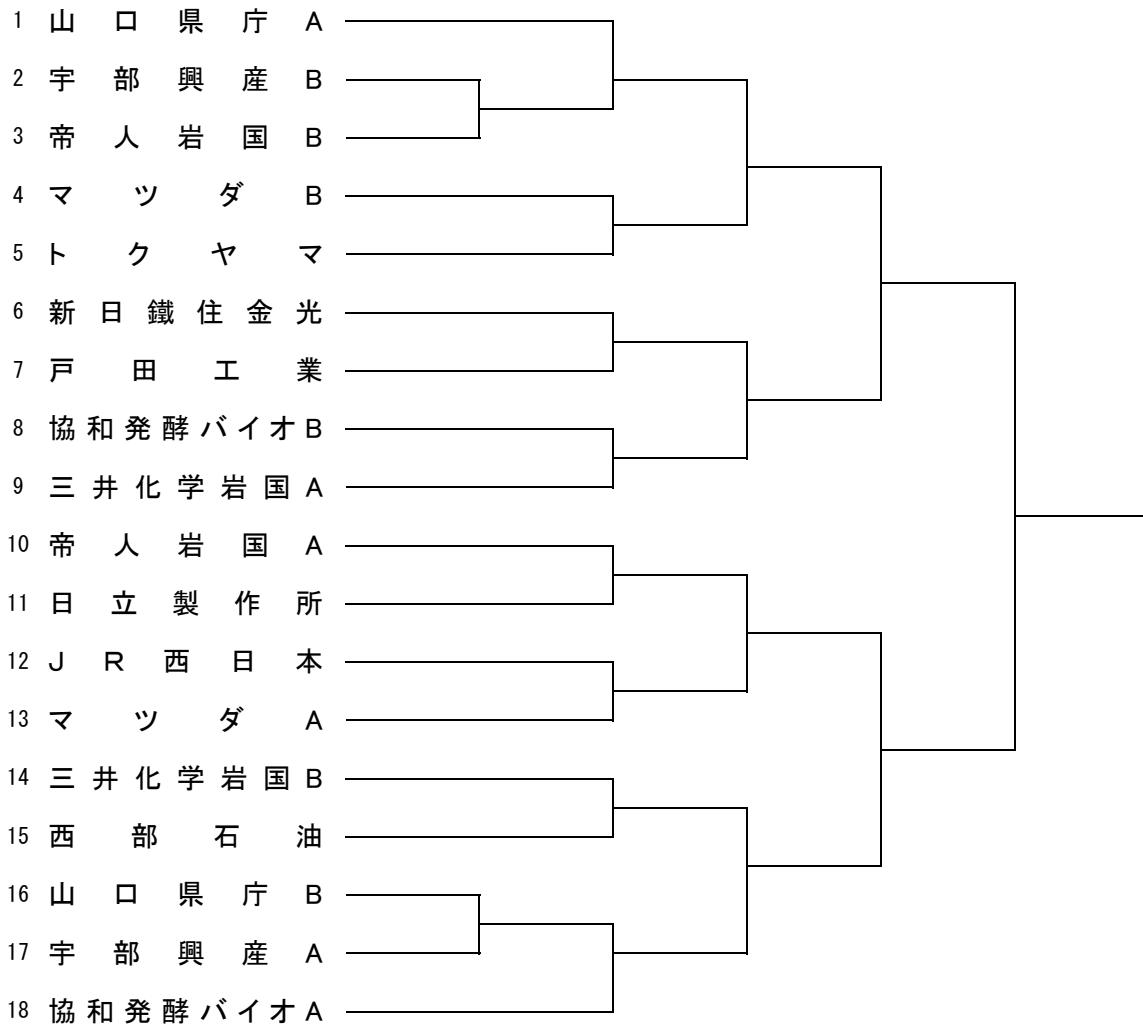 1 山口県庁A
2 宇部興産B
3 帝人岩国B
4 マツダB
5 トクヤマ
6 新日鐵住金光
7 戸田工業
8 協和発酵バイオB
9 三井化学岩国A
10 帝人岩国A
11 日立製作所
12 JR西日本
13 マツダA
14 三井化学岩国B
15 西部石油
16 山口県庁B
17 宇部興産A
18 協和発酵バイオA